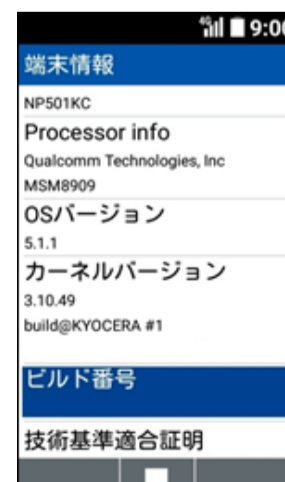 4G 9:00
端末情報
NP501KC
Processor info
Qualcomm Technologies, Inc
MSM8909
OSバージョン
5.1.1
カーネルバージョン
3.10.49
build@KYOCERA #1
ビルド番号
技術基準適合証明